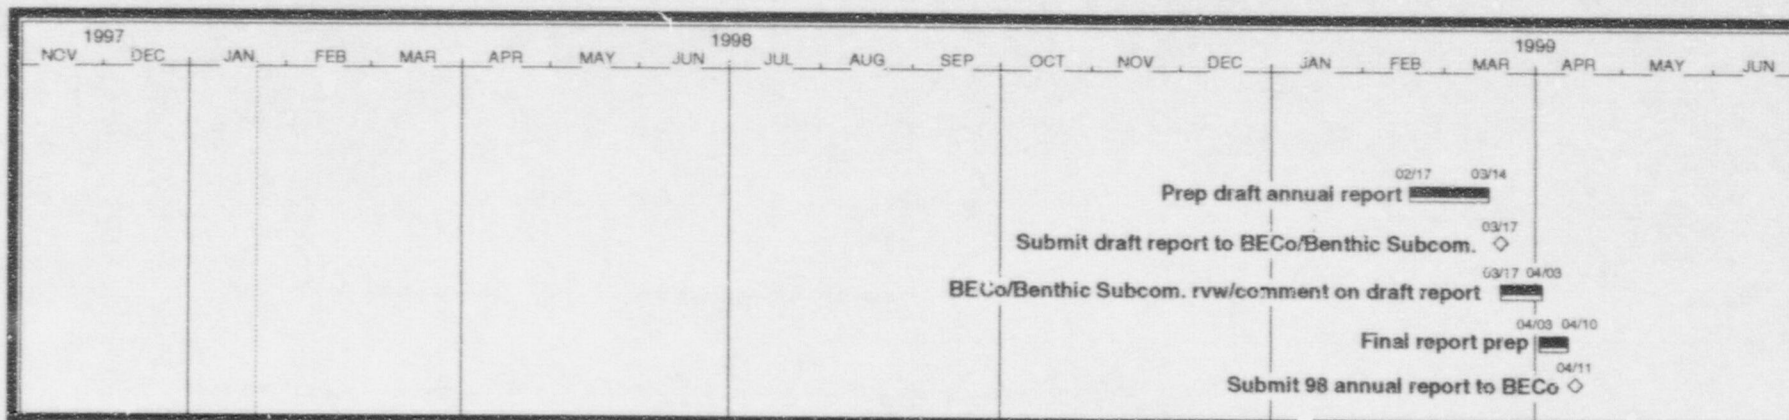 1997 1998 1999
NOV DEC JAN FEB MAR APR MAY JUN JUL AUG SEP OCT NOV DEC JAN FEB MAR APR MAY JUN
02/17 03/14
Prep draft annual report
03/17
Submit draft report to BECo/Benthic Subcom.
03/17 04/03
BECo/Benthic Subcom. rvw/comment on draft report
04/03 04/10
Final report prep
04/11
Submit 98 annual report to BECo